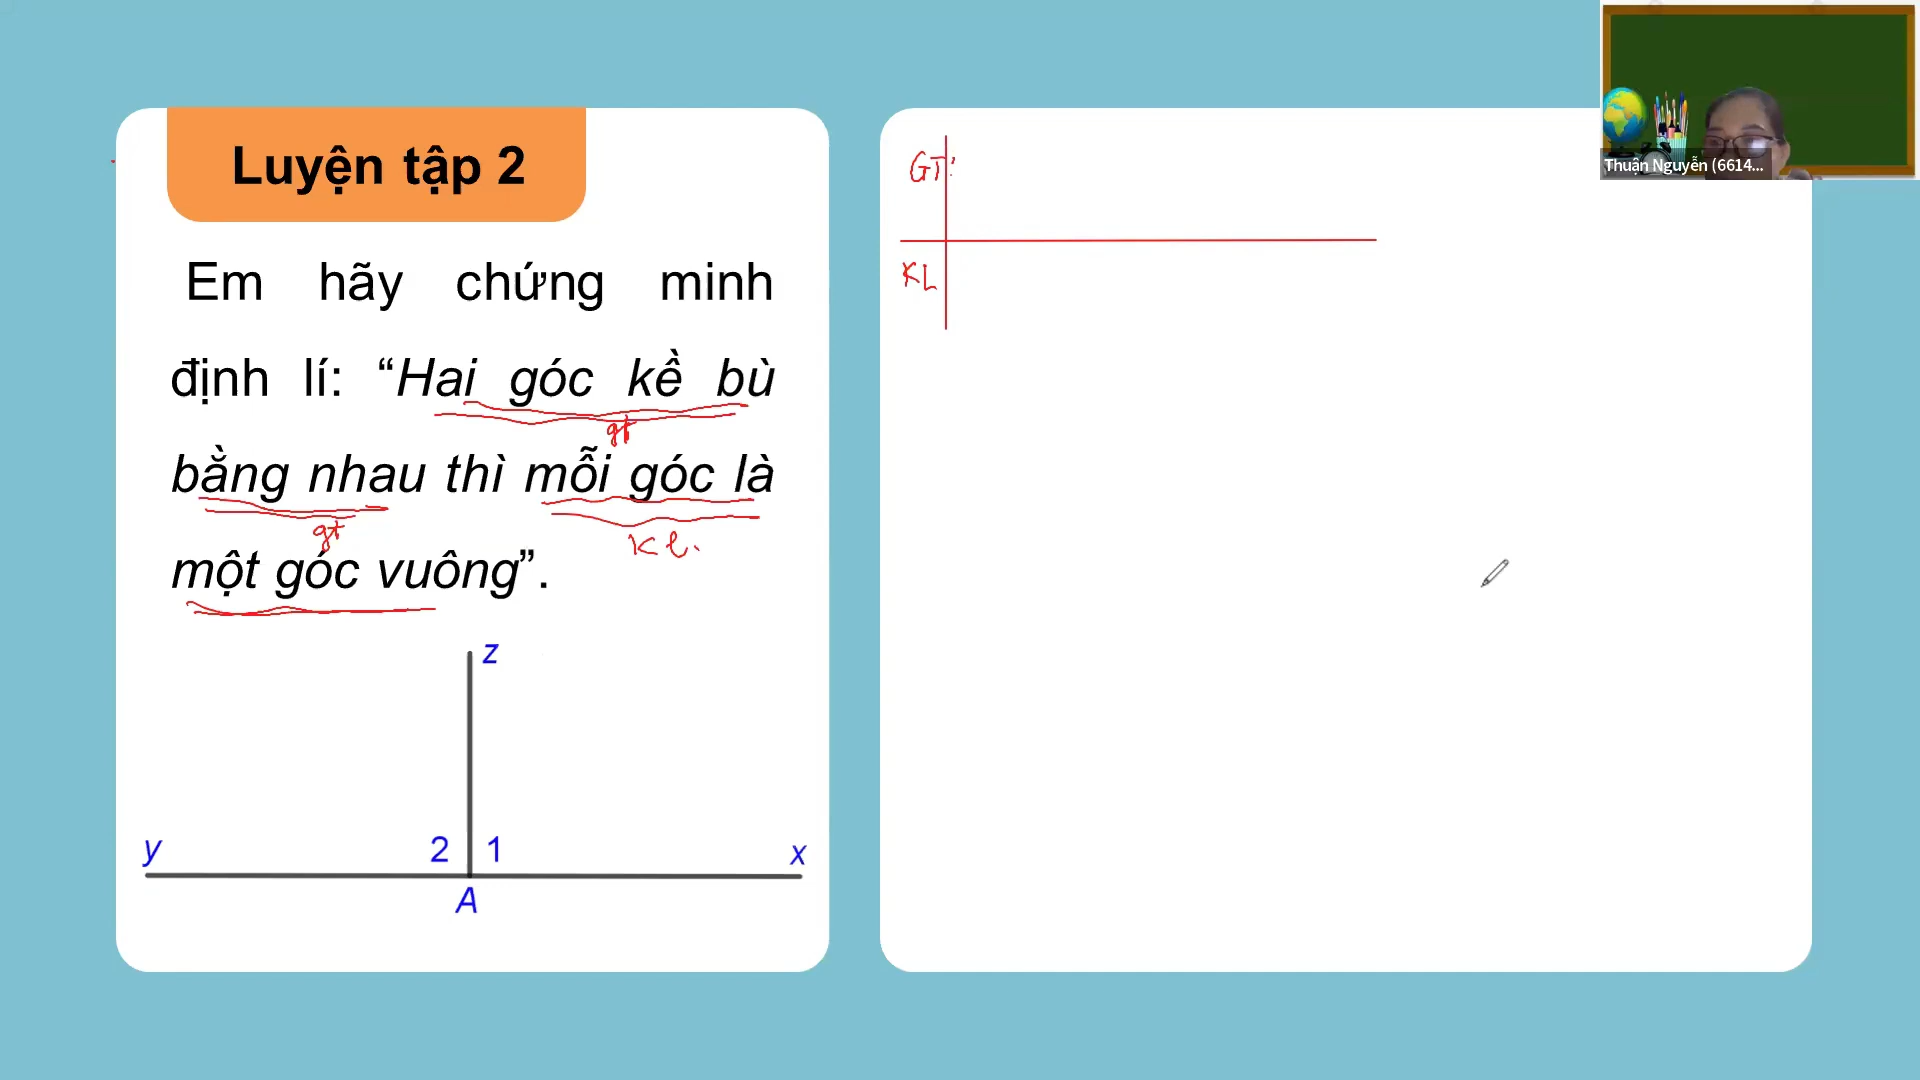 Luyện tập 2
Em hãy chứng minh
định lí: “Hai góc kề bù
gt
bằng nhau thì mỗi góc là
gt
kl.
một góc vuông”.
z
y
2
1
x
A
GT
KL
Thuận Nguyễn (6614...